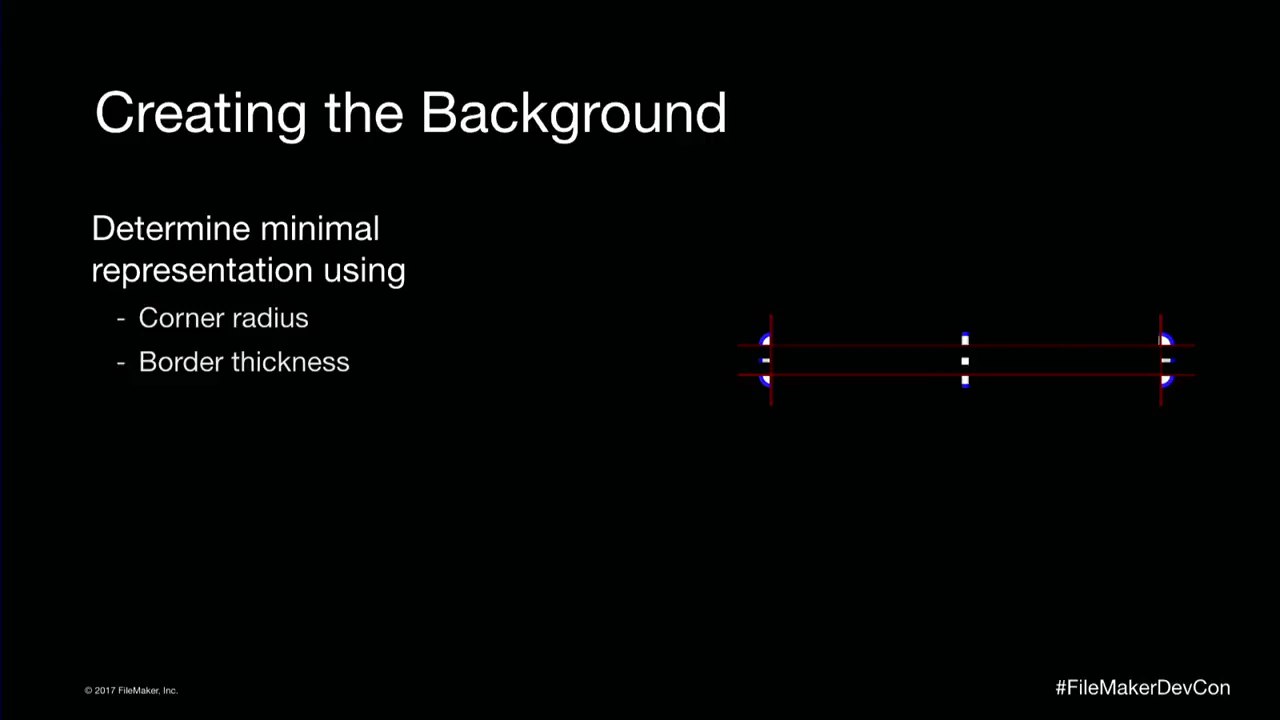 Creating the Background
Determine minimal
representation using
- Corner radius
- Border thickness
© 2017 FileMaker, Inc.
#FileMakerDevCon